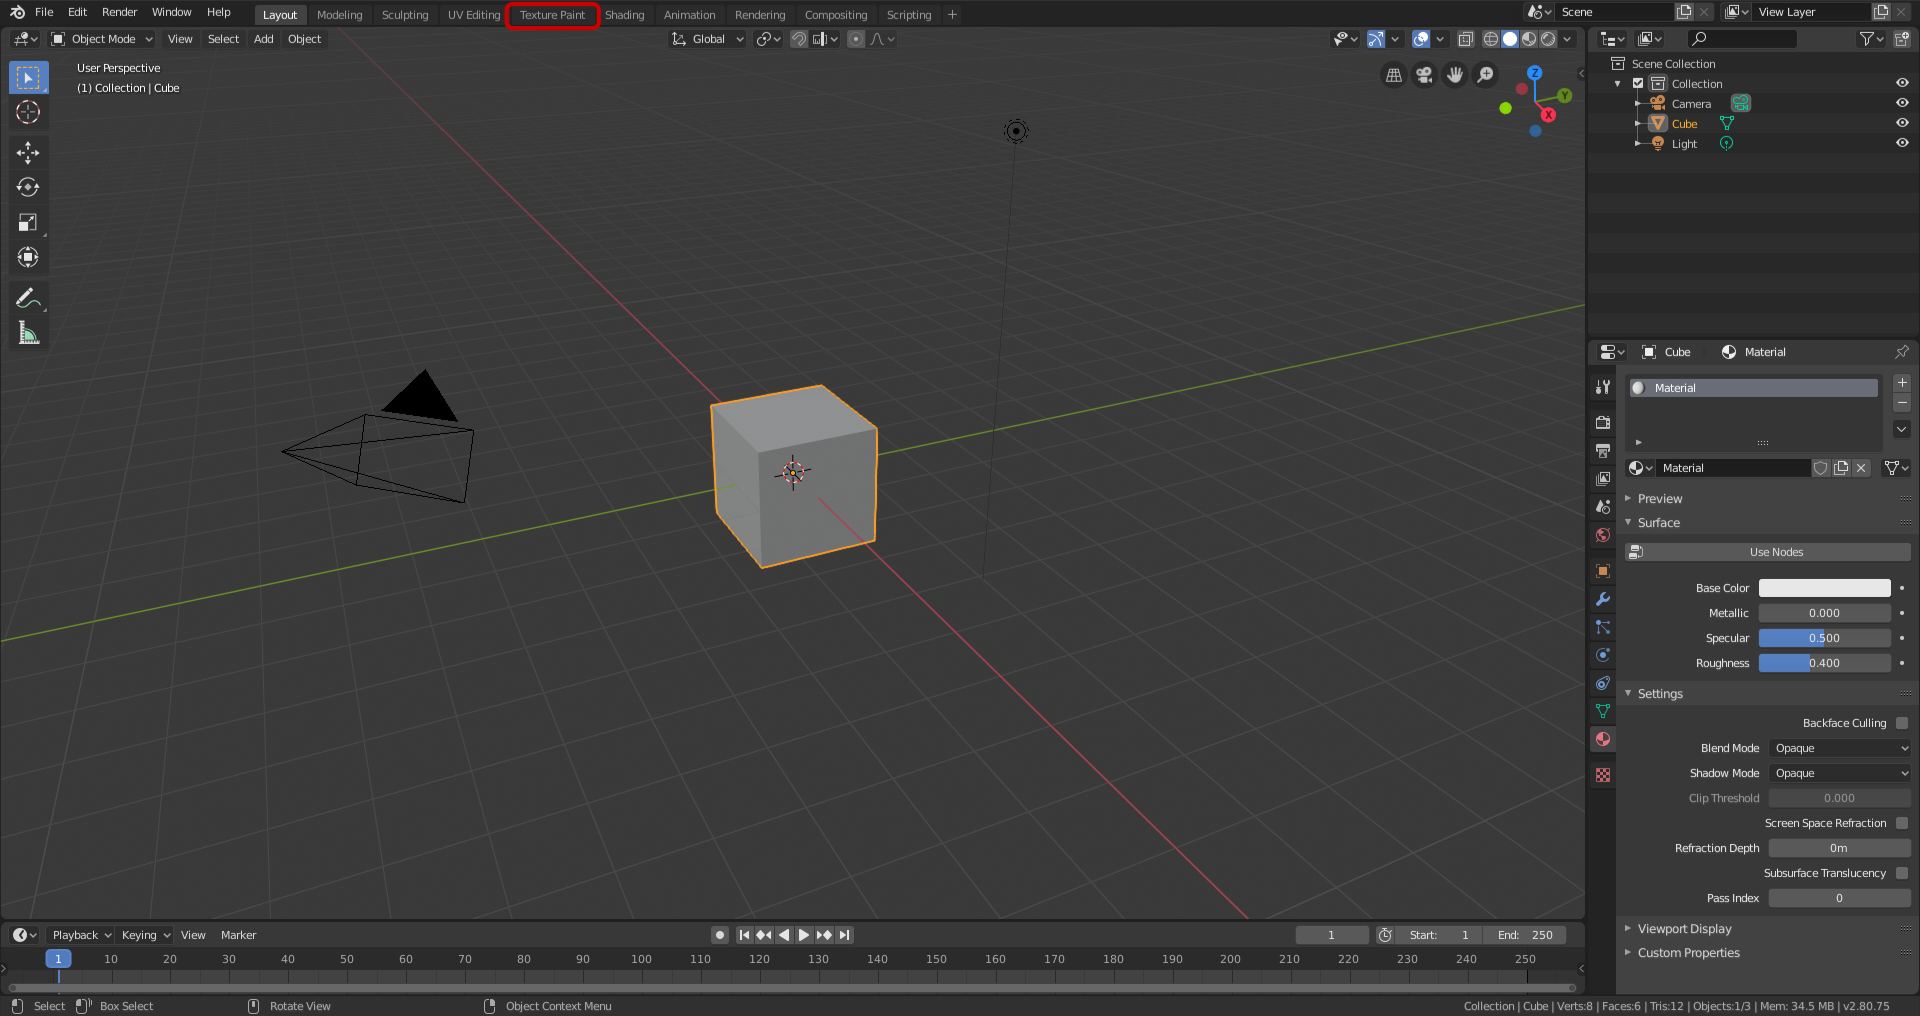 File Edit Render Window Help Layout Modeling Sculpting UV Editing Texture Paint Shading Animation Rendering Compositing Scripting + Scene View Layer
Object Mode View Select Add Object Global
User Perspective
(1) Collection | Cube
Z
Y
X
Scene Collection
Collection
Camera
Cube
Light
Cube Material
Material
Material
Preview
Surface
Use Nodes
Base Color
Metallic 0.000
Specular 0.500
Roughness 0.400
Settings
Backface Culling
Blend Mode Opaque
Shadow Mode Opaque
Clip Threshold 0.000
Screen Space Refraction
Refraction Depth 0m
Subsurface Translucency
Pass Index 0
Viewport Display
Custom Properties
Playback Keying View Marker 1 Start: 1 End: 250
1 10 20 30 40 50 60 70 80 90 100 110 120 130 140 150 160 170 180 190 200 210 220 230 240 250
Select Box Select Rotate View Object Context Menu Collection | Cube | Verts:8 | Faces:6 | Tris:12 | Objects:1/3 | Mem: 34.5 MB | v2.80.75